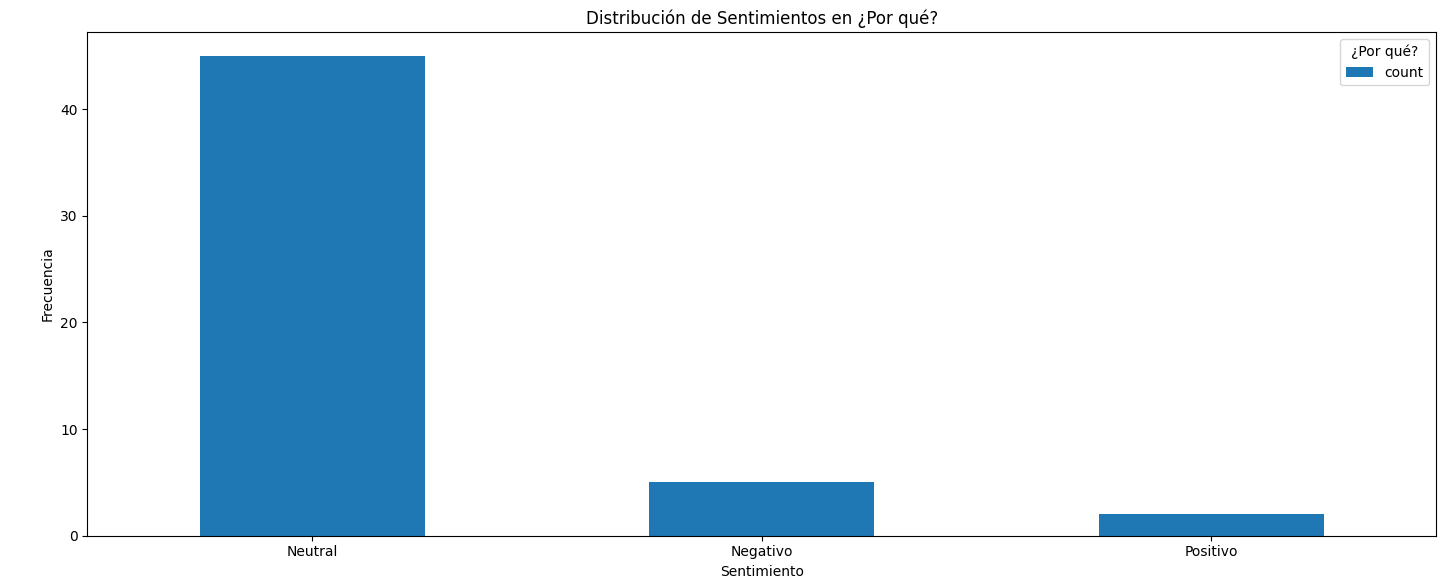 Distribución de Sentimientos en ¿Por qué?
¿Por qué?
count
Frecuencia
40
30
20
10
0
Neutral
Negativo
Positivo
Sentimiento